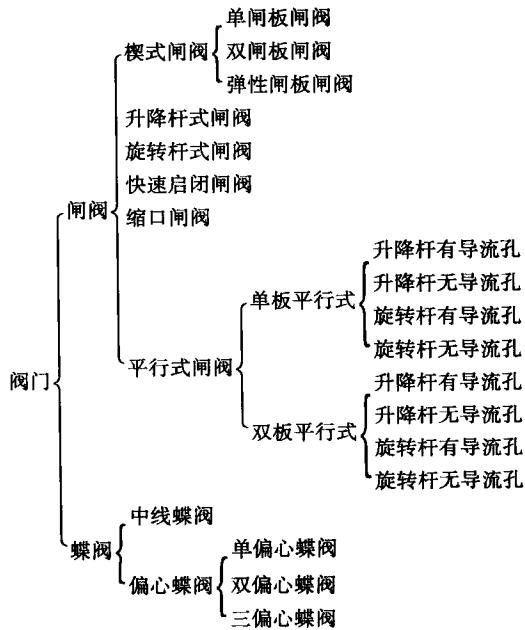 单闸板闸阀
楔式闸阀
双闸板闸阀
弹性闸板闸阀
升降杆式闸阀
旋转杆式闸阀
快速启闭闸阀
闸阀
缩口闸阀
升降杆有导流孔
升降杆无导流孔
单板平行式
旋转杆有导流孔
旋转杆无导流孔
平行式闸阀
阀门
升降杆有导流孔
升降杆无导流孔
双板平行式
旋转杆有导流孔
旋转杆无导流孔
中线蝶阀
蝶阀
单偏心蝶阀
偏心蝶阀
双偏心蝶阀
三偏心蝶阀